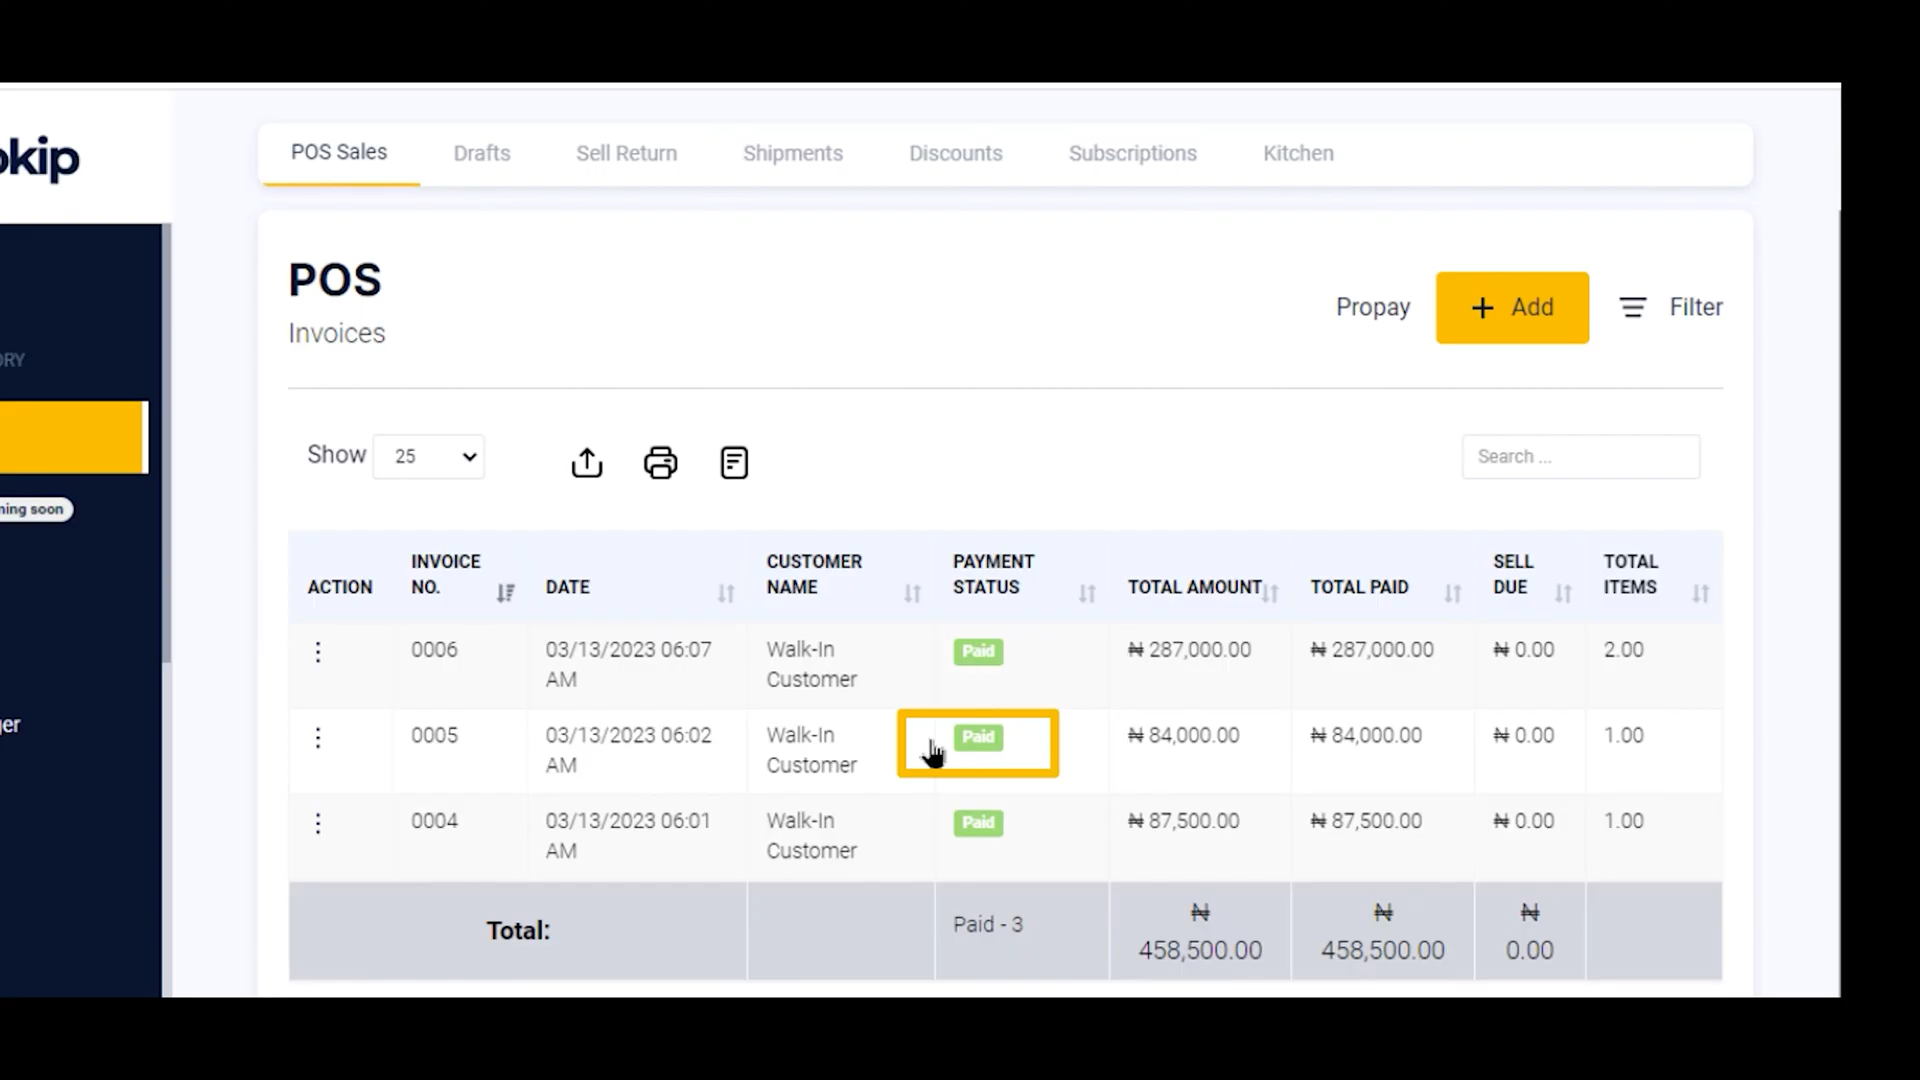 okip
POS Sales
Drafts
Sell Return
Shipments
Discounts
Subscriptions
Kitchen
POS
Invoices
Propay
+ Add
Filter
ORY
ning soon
ger
Show 25
Search ...
ACTION
INVOICE NO.
DATE
CUSTOMER NAME
PAYMENT STATUS
TOTAL AMOUNT
TOTAL PAID
SELL DUE
TOTAL ITEMS
0006
03/13/2023 06:07 AM
Walk-In Customer
Paid
₦ 287,000.00
₦ 287,000.00
₦ 0.00
2.00
0005
03/13/2023 06:02 AM
Walk-In Customer
Paid
₦ 84,000.00
₦ 84,000.00
₦ 0.00
1.00
0004
03/13/2023 06:01 AM
Walk-In Customer
Paid
₦ 87,500.00
₦ 87,500.00
₦ 0.00
1.00
Total:
Paid - 3
₦ 458,500.00
₦ 458,500.00
₦ 0.00